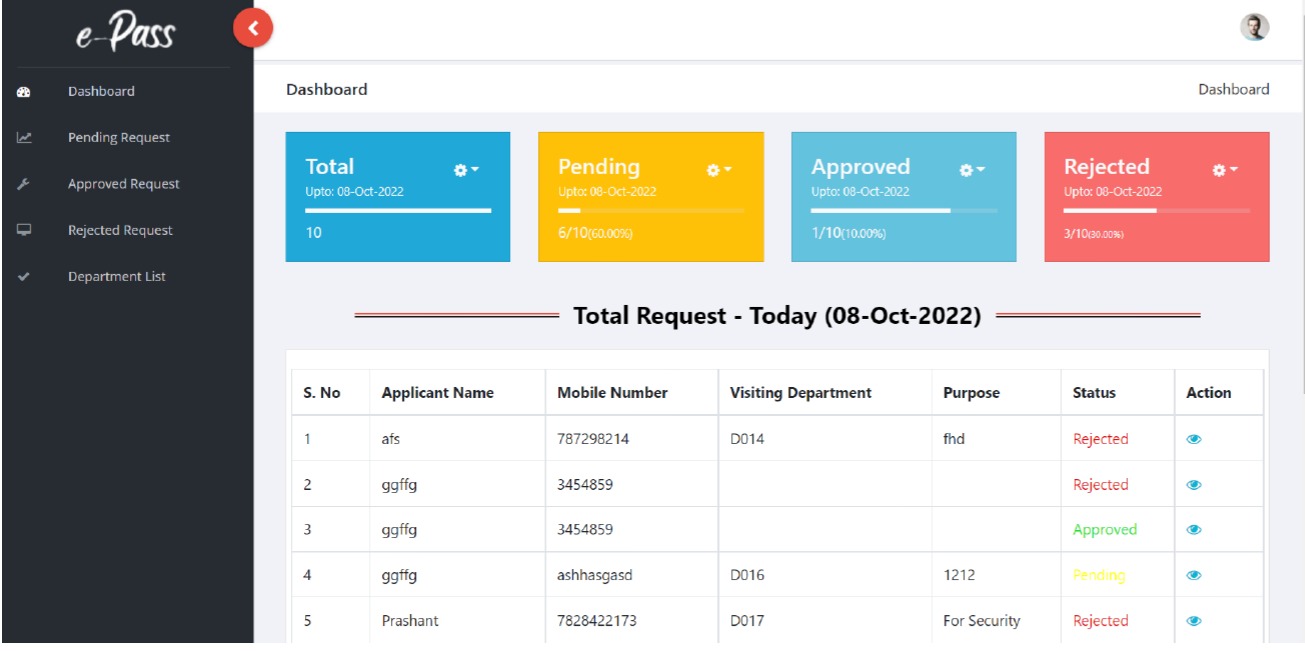 e-Pass
Dashboard
Pending Request
Approved Request
Rejected Request
Department List
Dashboard Dashboard
Total
Upto: 08-Oct-2022
10
Pending
Upto: 08-Oct-2022
6/10(60.00%)
Approved
Upto: 08-Oct-2022
1/10(10.00%)
Rejected
Upto: 08-Oct-2022
3/10(30.00%)
Total Request - Today (08-Oct-2022)
S. No Applicant Name Mobile Number Visiting Department Purpose Status Action
1 afs 787298214 D014 fhd Rejected
2 ggffg 3454859 Rejected
3 ggffg 3454859 Approved
4 ggffg ashhasgasd D016 1212 Pending
5 Prashant 7828422173 D017 For Security Rejected